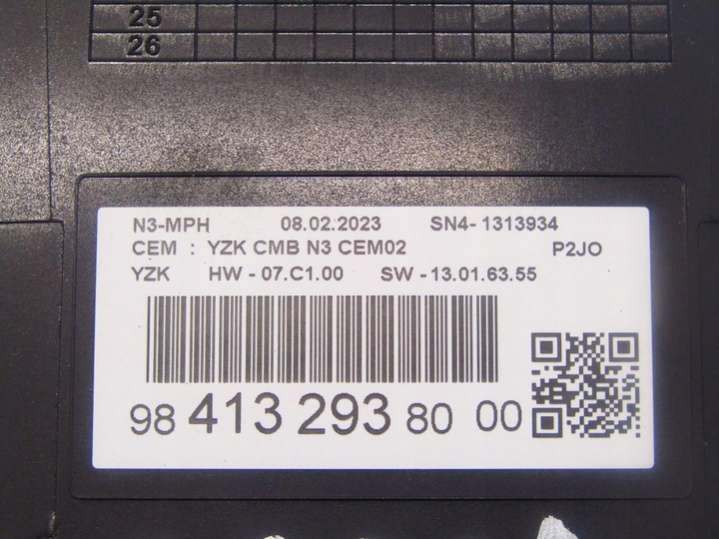 25
26
N3-MPH 08.02.2023 SN4- 1313934
CEM : YZK CMB N3 CEM02 P2JO
YZK HW - 07.C1.00 SW - 13.01.63.55
98 413 293 80 00